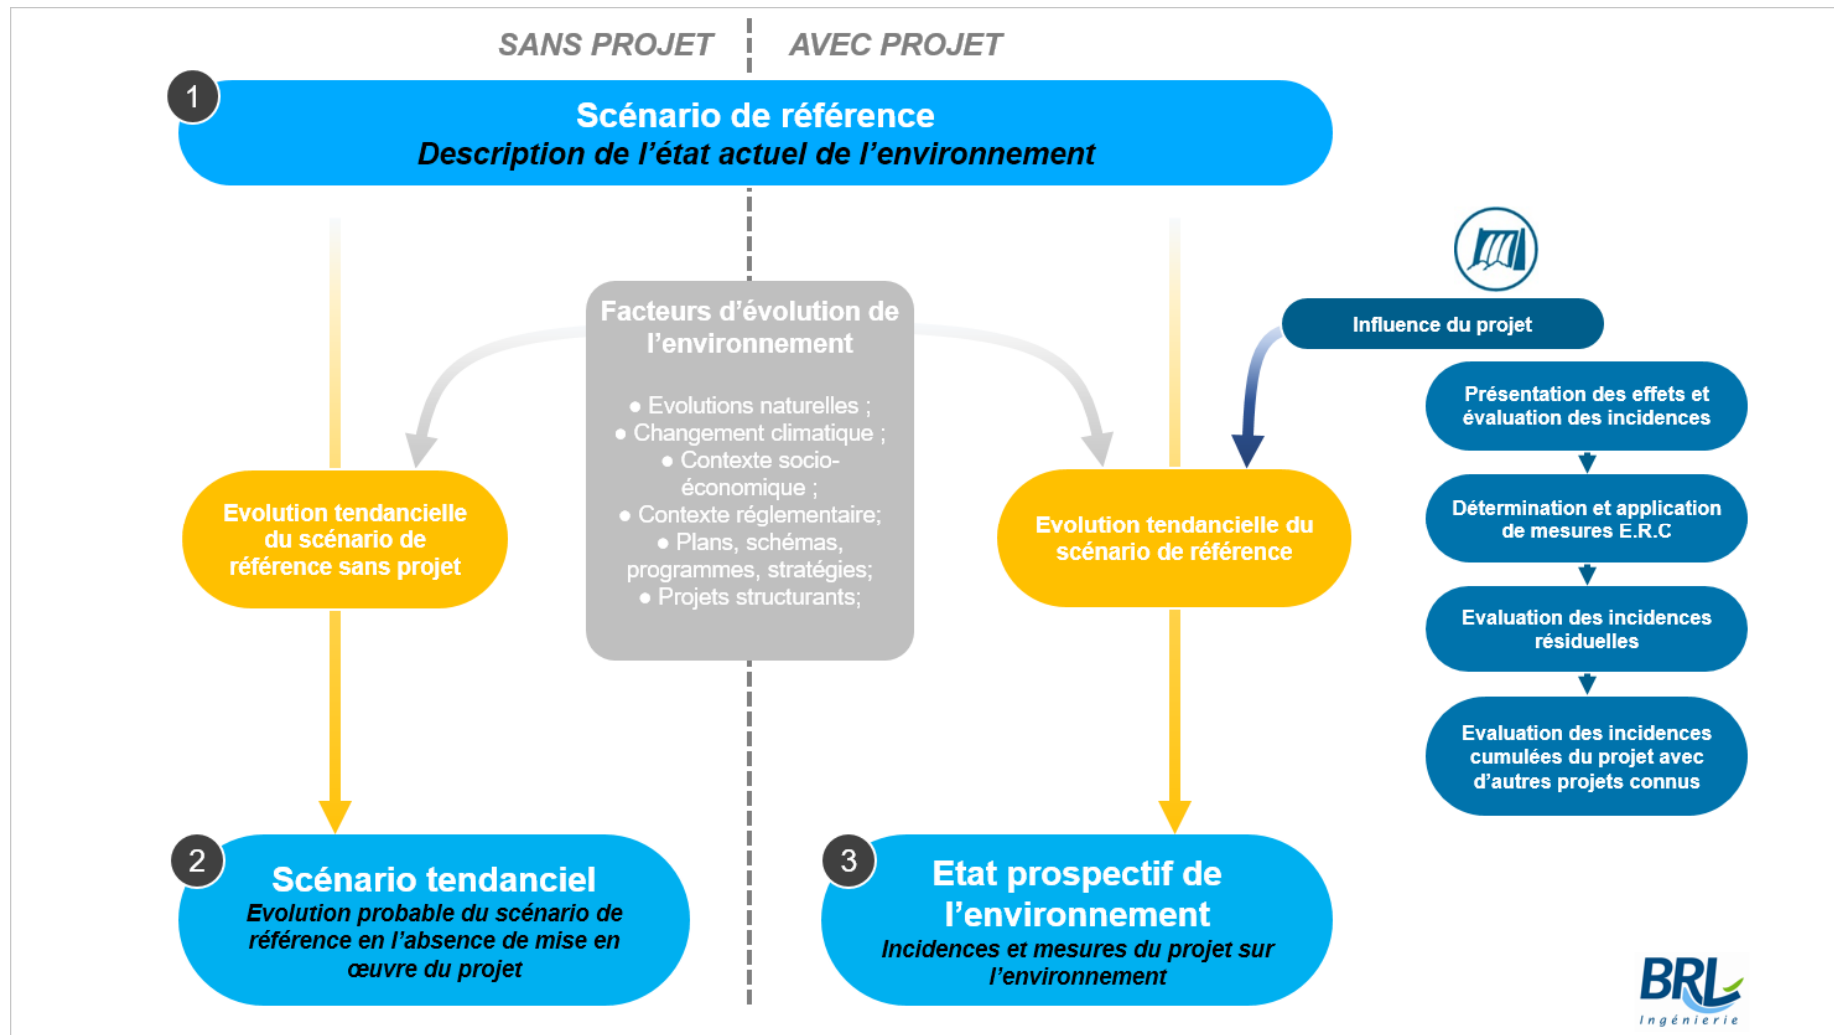 SANS PROJET
AVEC PROJET
1
Scénario de référence
Description de l'état actuel de l'environnement
Facteurs d'évolution de
l'environnement
● Evolutions naturelles ;
● Changement climatique ;
● Contexte socio-
économique ;
● Contexte réglementaire;
● Plans, schémas,
programmes, stratégies;
● Projets structurants;
Evolution tendancielle
du scénario de
référence sans projet
Evolution tendancielle du
scénario de référence
Influence du projet
Présentation des effets et
évaluation des incidences
Détermination et application
de mesures E.R.C
Evaluation des incidences
résiduelles
Evaluation des incidences
cumulées du projet avec
d'autres projets connus
2
Scénario tendanciel
Evolution probable du scénario de
référence en l'absence de mise en
œuvre du projet
3
Etat prospectif de
l'environnement
Incidences et mesures du projet sur
l'environnement
BRL
Ingénierie